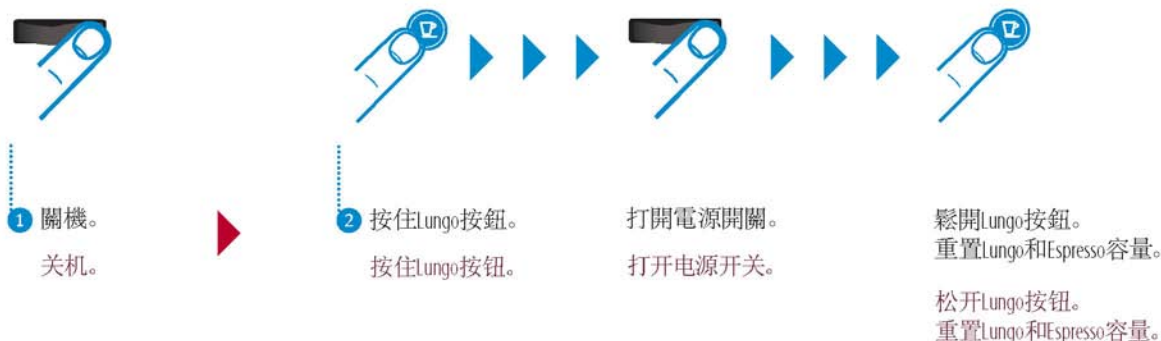 1 關機。
关机。
2 按住Lungo按鈕。
按住Lungo按钮。
打開電源開關。
打开电源开关。
鬆開Lungo按鈕。
重置Lungo和Espresso容量。
松开Lungo按钮。
重置Lungo和Espresso容量。